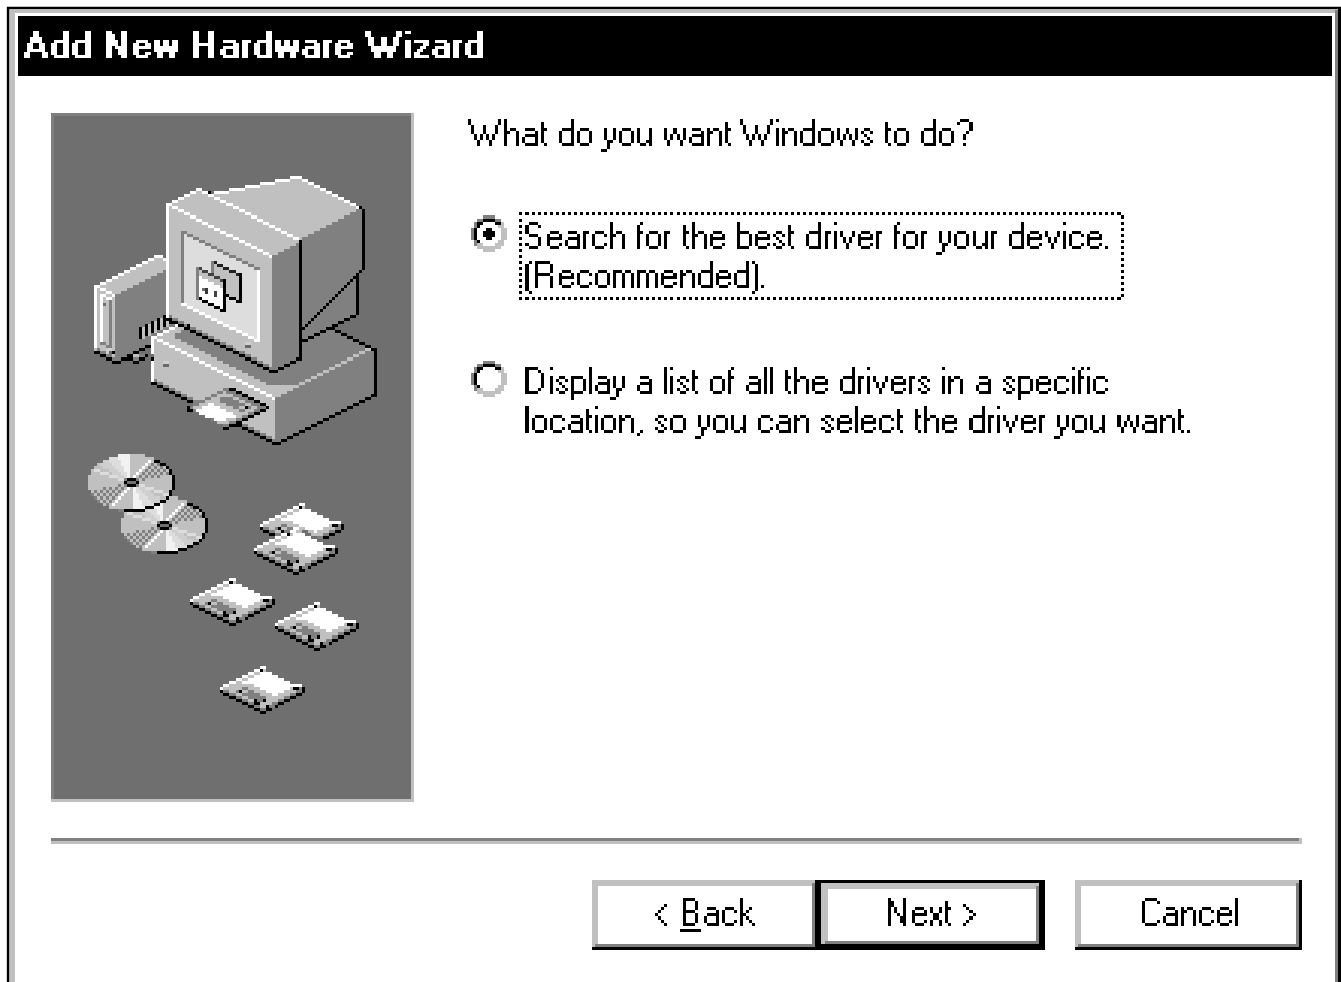 Add New Hardware Wizard
What do you want Windows to do?
Search for the best driver for your device.
(Recommended).
Display a list of all the drivers in a specific
location, so you can select the driver you want.
< Back
Next >
Cancel